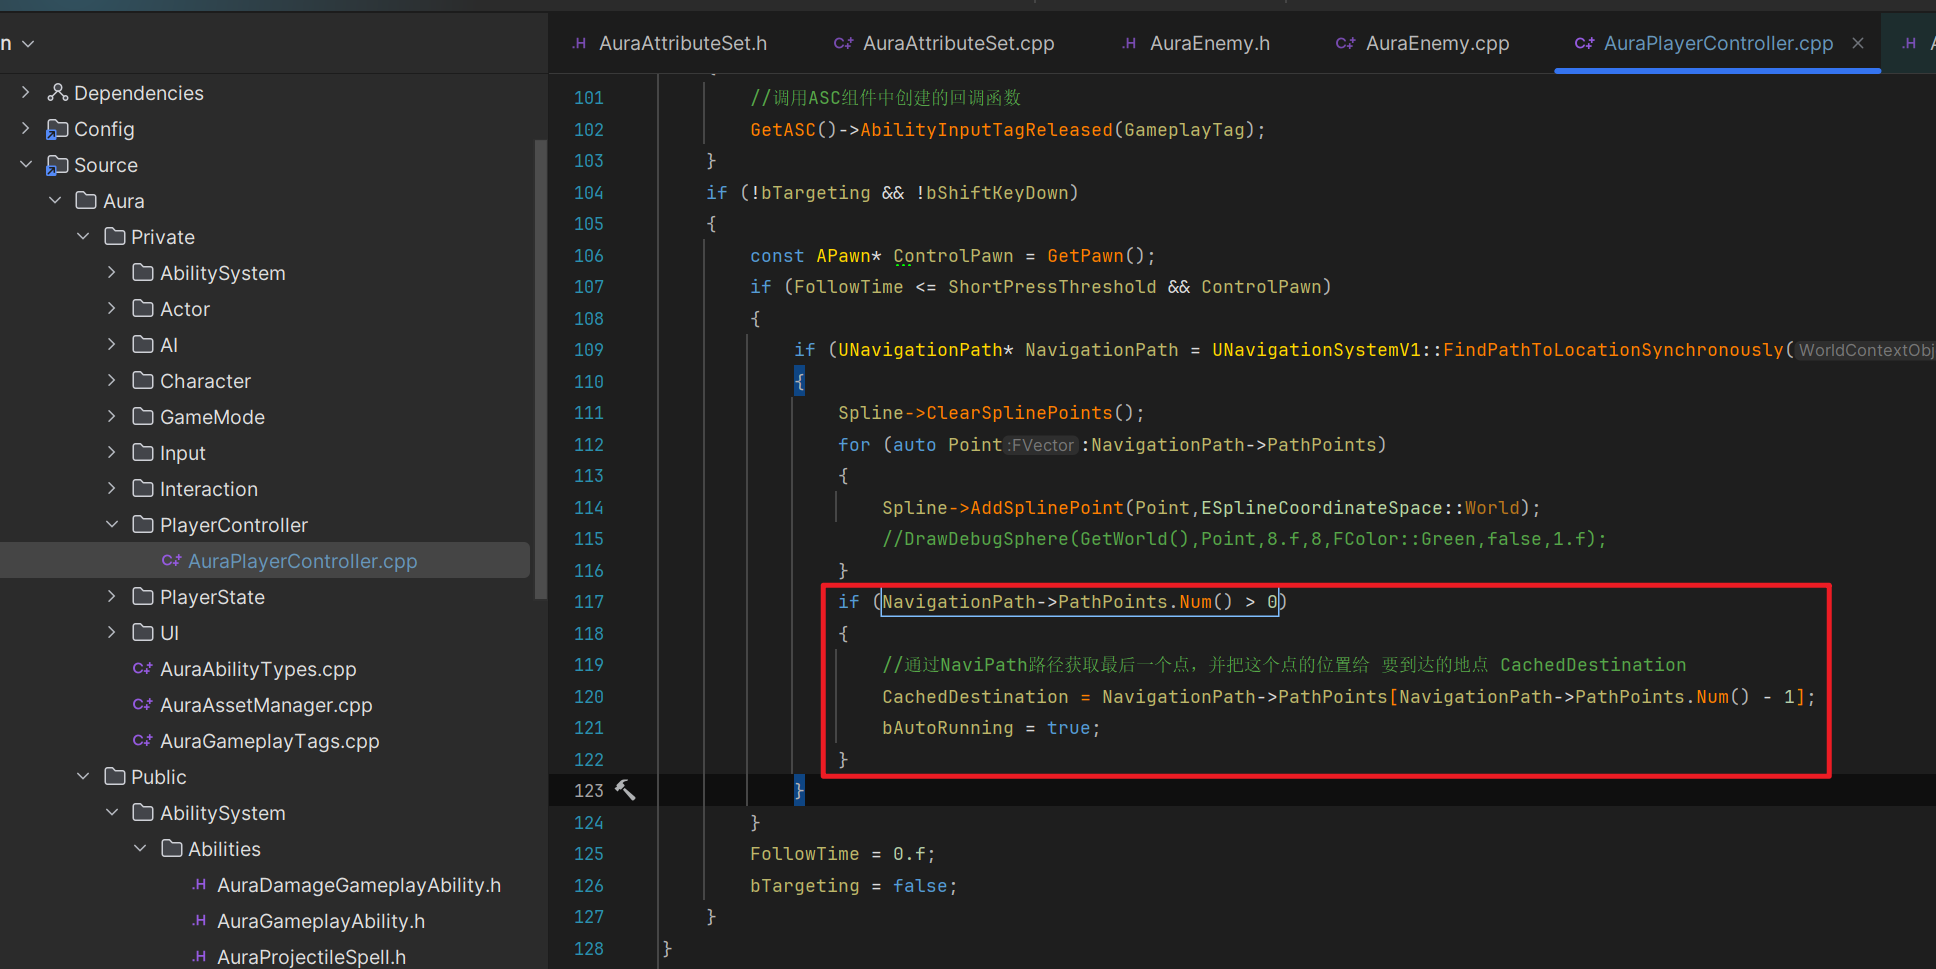 n
AuraAttributeSet.h
AuraAttributeSet.cpp
AuraEnemy.h
AuraEnemy.cpp
AuraPlayerController.cpp
Dependencies
Config
Source
Aura
Private
AbilitySystem
Actor
AI
Character
GameMode
Input
Interaction
PlayerController
AuraPlayerController.cpp
PlayerState
UI
AuraAbilityTypes.cpp
AuraAssetManager.cpp
AuraGameplayTags.cpp
Public
AbilitySystem
Abilities
AuraDamageGameplayAbility.h
AuraGameplayAbility.h
AuraProjectileSpell.h
101 //调用ASC组件中创建的回调函数
102 GetASC()->AbilityInputTagReleased(GameplayTag);
103 }
104 if (!bTargeting && !bShiftKeyDown)
105 {
106 const APawn* ControlPawn = GetPawn();
107 if (FollowTime <= ShortPressThreshold && ControlPawn)
108 {
109 if (UNavigationPath* NavigationPath = UNavigationSystemV1::FindPathToLocationSynchronously( WorldContextObj
110 {
111 Spline->ClearSplinePoints();
112 for (auto Point :FVector :NavigationPath->PathPoints)
113 {
114 Spline->AddSplinePoint(Point,ESplineCoordinateSpace::World);
115 //DrawDebugSphere(GetWorld(),Point,8.f,8,FColor::Green,false,1.f);
116 }
117 if (NavigationPath->PathPoints.Num() > 0)
118 {
119 //通过NaviPath路径获取最后一个点，并把这个点的位置给 要到达的地点 CachedDestination
120 CachedDestination = NavigationPath->PathPoints[NavigationPath->PathPoints.Num() - 1];
121 bAutoRunning = true;
122 }
123 }
124 }
125 FollowTime = 0.f;
126 bTargeting = false;
127 }
128 }